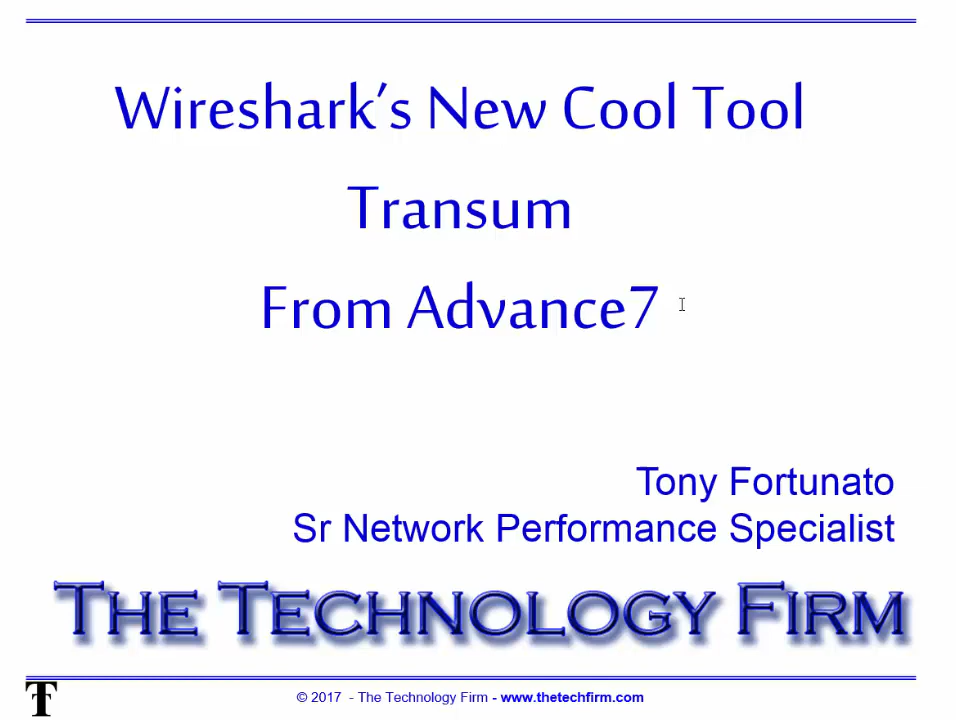 Wireshark’s New Cool Tool
Transum
From Advance7
Tony Fortunato
Sr Network Performance Specialist
THE TECHNOLOGY FIRM
T
© 2017 - The Technology Firm - www.thetechfirm.com